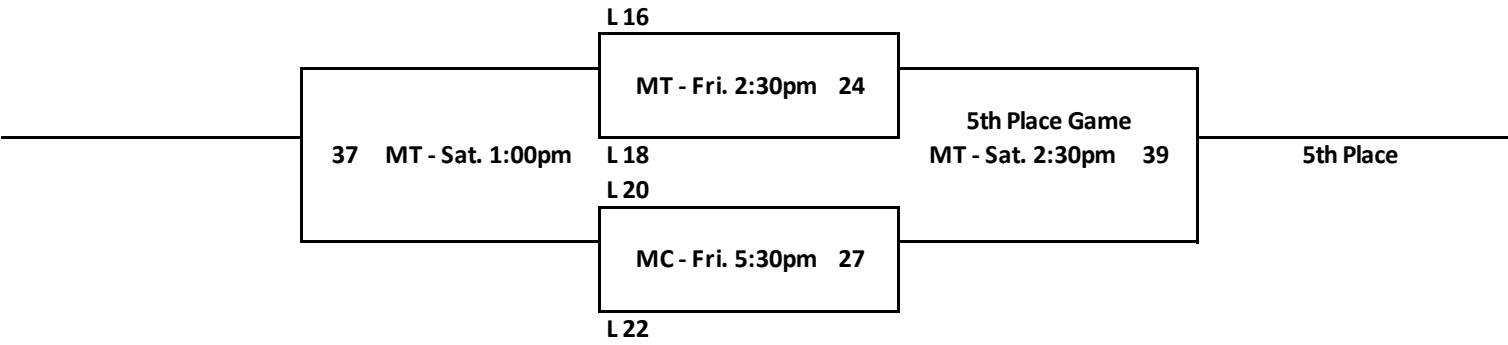 L 16
MT - Fri. 2:30pm 24
5th Place Game
37 MT - Sat. 1:00pm
L 18
MT - Sat. 2:30pm 39
5th Place
L 20
MC - Fri. 5:30pm 27
L 22